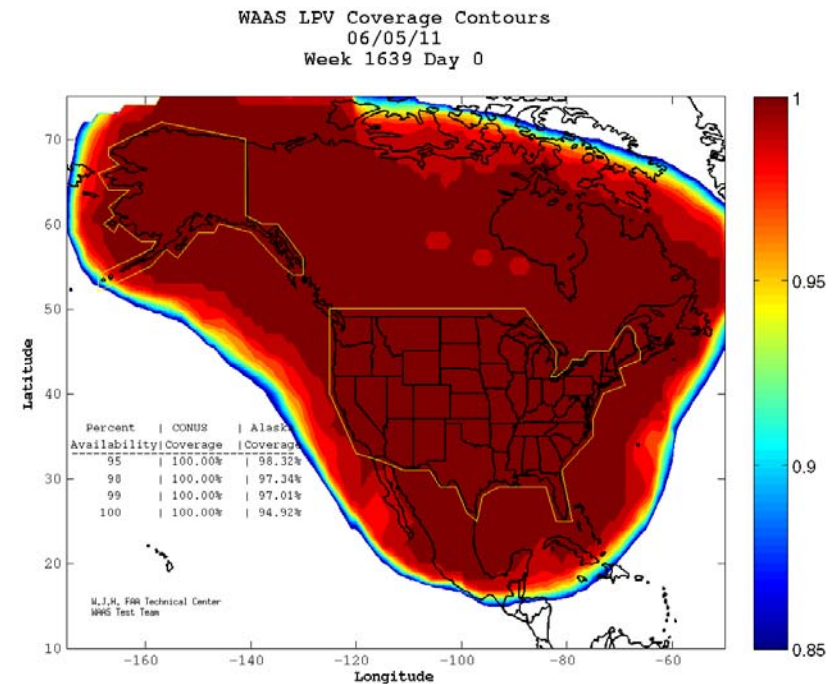 WAAS LPV Coverage Contours
06/05/11
Week 1639 Day 0
Latitude
70
60
50
40
30
20
10
Percent | CONUS | Alask
Availability|Coverage |Coverage
95 | 100.00% | 98.32%
98 | 100.00% | 97.34%
99 | 100.00% | 97.01%
100 | 100.00% | 94.92%
W.J.H. FAA Technical Center
WAAS Test Team
-160 -140 -120 -100 -80 -60
Longitude
1
0.95
0.9
0.85